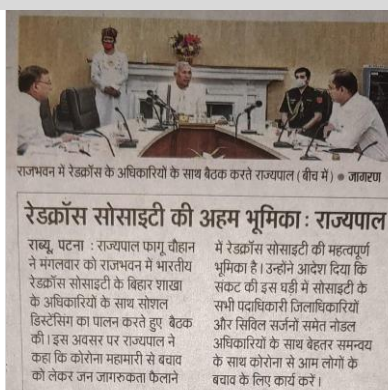 राजभवन में रेडक्रॉस के अधिकारियों के साथ बैठक करते राज्यपाल (बीच में) ● जागरण
रेडक्रॉस सोसाइटी की अहम भूमिका : राज्यपाल
राब्यू, पटना : राज्यपाल फागू चौहान
ने मंगलवार को राजभवन में भारतीय
रेडक्रॉस सोसाइटी के बिहार शाखा
के अधिकारियों के साथ सोशल
डिस्टेंसिंग का पालन करते हुए बैठक
की। इस अवसर पर राज्यपाल ने
कहा कि कोरोना महामारी से बचाव
को लेकर जन जागरुकता फैलाने
में रेडक्रॉस सोसाइटी की महत्वपूर्ण
भूमिका है। उन्होंने आदेश दिया कि
संकट की इस घड़ी में सोसाइटी के
सभी पदाधिकारी जिलाधिकारियों
और सिविल सर्जनों समेत नोडल
अधिकारियों के साथ बेहतर समन्वय
के साथ कोरोना से आम लोगों के
बचाव के लिए कार्य करें।